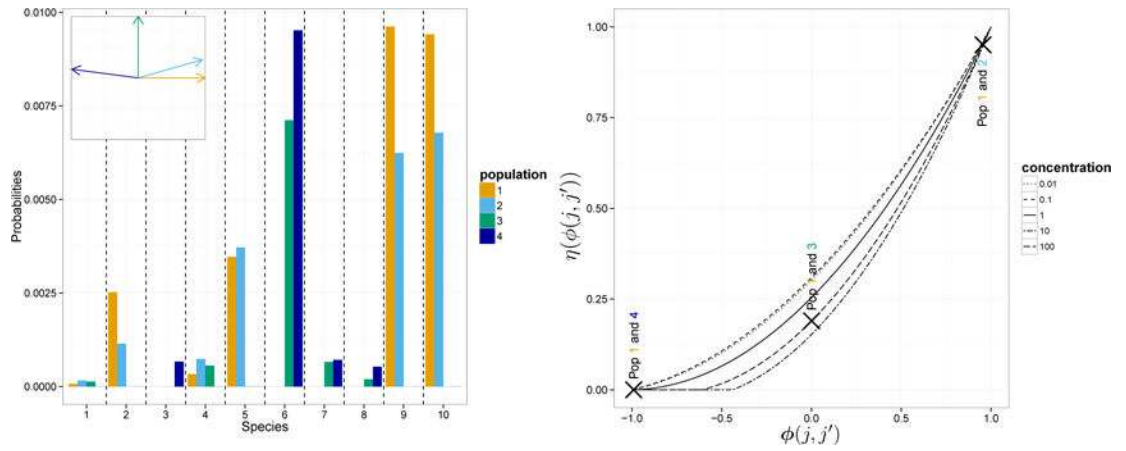 0.0100
0.0075
0.0050
0.0025
0.0000
Probabilities
1 2 3 4 5 6 7 8 9 10
Species
population
1
2
3
4
1.00
0.75
0.50
0.25
0.00
η(ϕ(j, j′))
Pop 1 and 4
Pop 1 and 3
Pop 1 and 2
−1.0 −0.5 0.0 0.5 1.0
ϕ(j, j′)
concentration
0.01
0.1
1
10
100